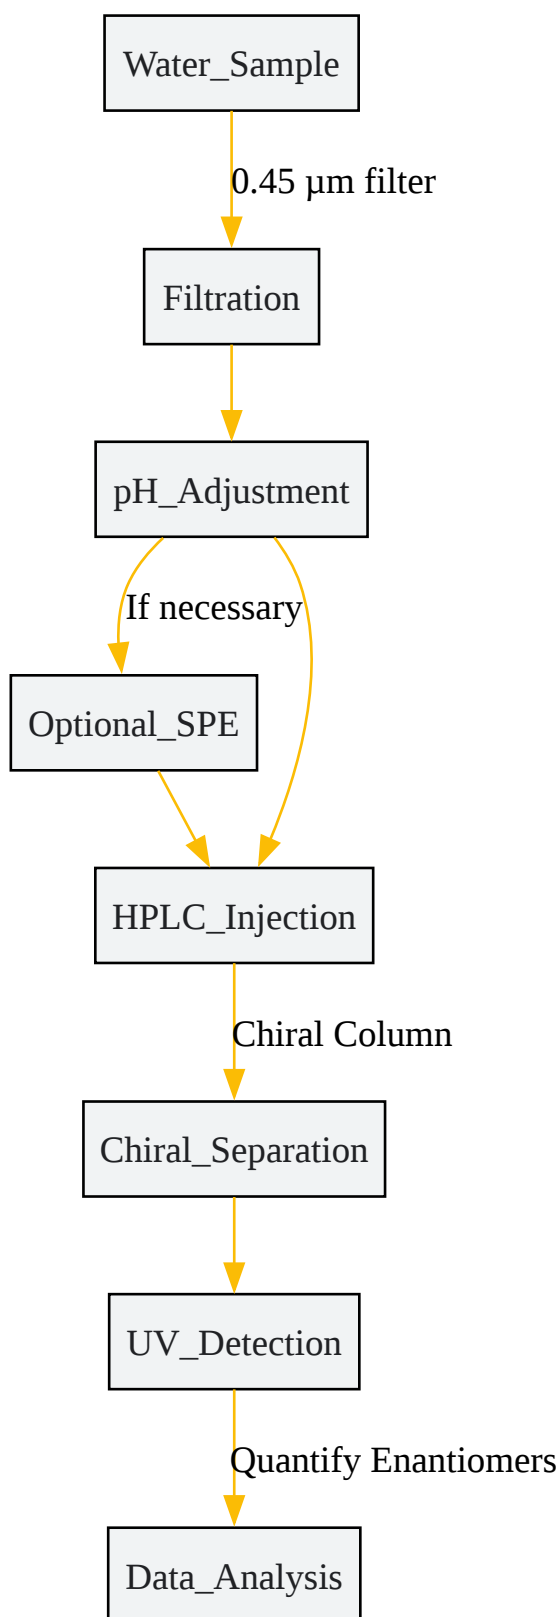 Water_Sample
0.45 µm filter
Filtration
pH_Adjustment
If necessary
Optional_SPE
HPLC_Injection
Chiral Column
Chiral_Separation
UV_Detection
Quantify Enantiomers
Data_Analysis